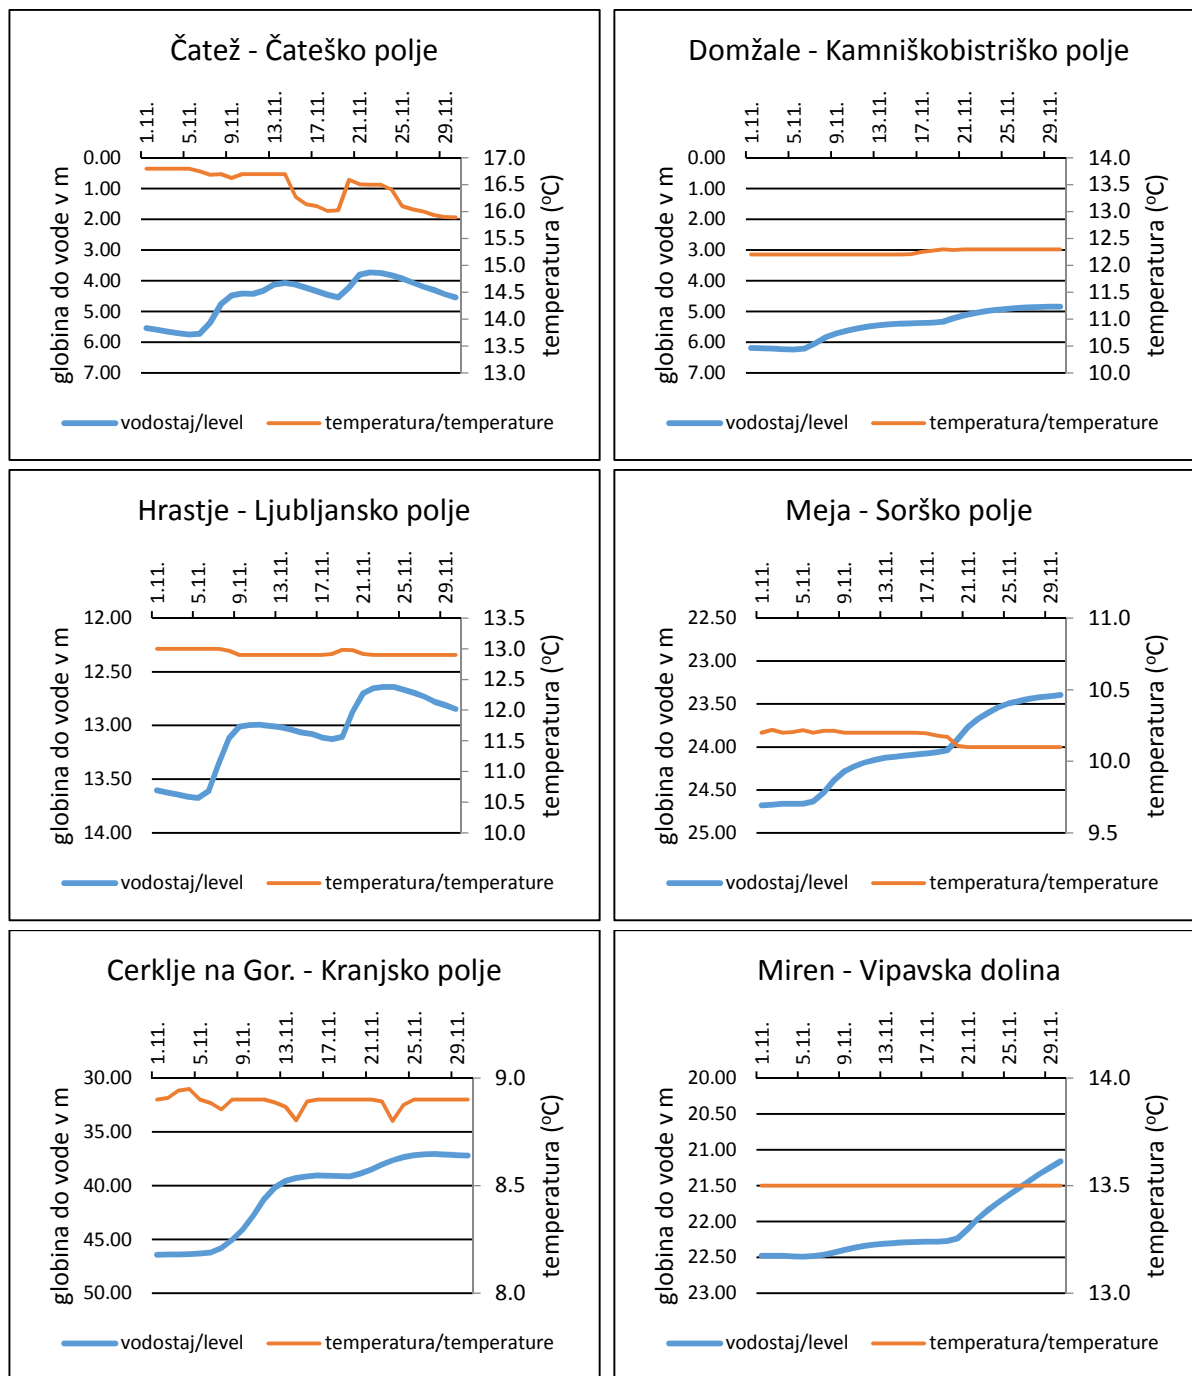 Čatež - Čateško polje
1.11. 5.11. 9.11. 13.11. 17.11. 21.11. 25.11. 29.11.
globina do vode v m
0.00
1.00
2.00
3.00
4.00
5.00
6.00
7.00
17.0
16.5
16.0
15.5
15.0
14.5
14.0
13.5
13.0
temperatura (ºC)
vodostaj/level temperatura/temperature
Domžale - Kamniškobistriško polje
1.11. 5.11. 9.11. 13.11. 17.11. 21.11. 25.11. 29.11.
globina do vode v m
0.00
1.00
2.00
3.00
4.00
5.00
6.00
7.00
14.0
13.5
13.0
12.5
12.0
11.5
11.0
10.5
10.0
temperatura (ºC)
vodostaj/level temperatura/temperature
Hrastje - Ljubljansko polje
1.11. 5.11. 9.11. 13.11. 17.11. 21.11. 25.11. 29.11.
globina do vode v m
12.00
12.50
13.00
13.50
14.00
13.5
13.0
12.5
12.0
11.5
11.0
10.5
10.0
temperatura (ºC)
vodostaj/level temperatura/temperature
Meja - Sorško polje
1.11. 5.11. 9.11. 13.11. 17.11. 21.11. 25.11. 29.11.
globina do vode v m
22.50
23.00
23.50
24.00
24.50
25.00
11.0
10.5
10.0
9.5
temperatura (ºC)
vodostaj/level temperatura/temperature
Cerklje na Gor. - Kranjsko polje
1.11. 5.11. 9.11. 13.11. 17.11. 21.11. 25.11. 29.11.
globina do vode v m
30.00
35.00
40.00
45.00
50.00
9.0
8.5
8.0
temperatura (ºC)
vodostaj/level temperatura/temperature
Miren - Vipavska dolina
1.11. 5.11. 9.11. 13.11. 17.11. 21.11. 25.11. 29.11.
globina do vode v m
20.00
20.50
21.00
21.50
22.00
22.50
23.00
14.0
13.5
13.0
temperatura (ºC)
vodostaj/level temperatura/temperature